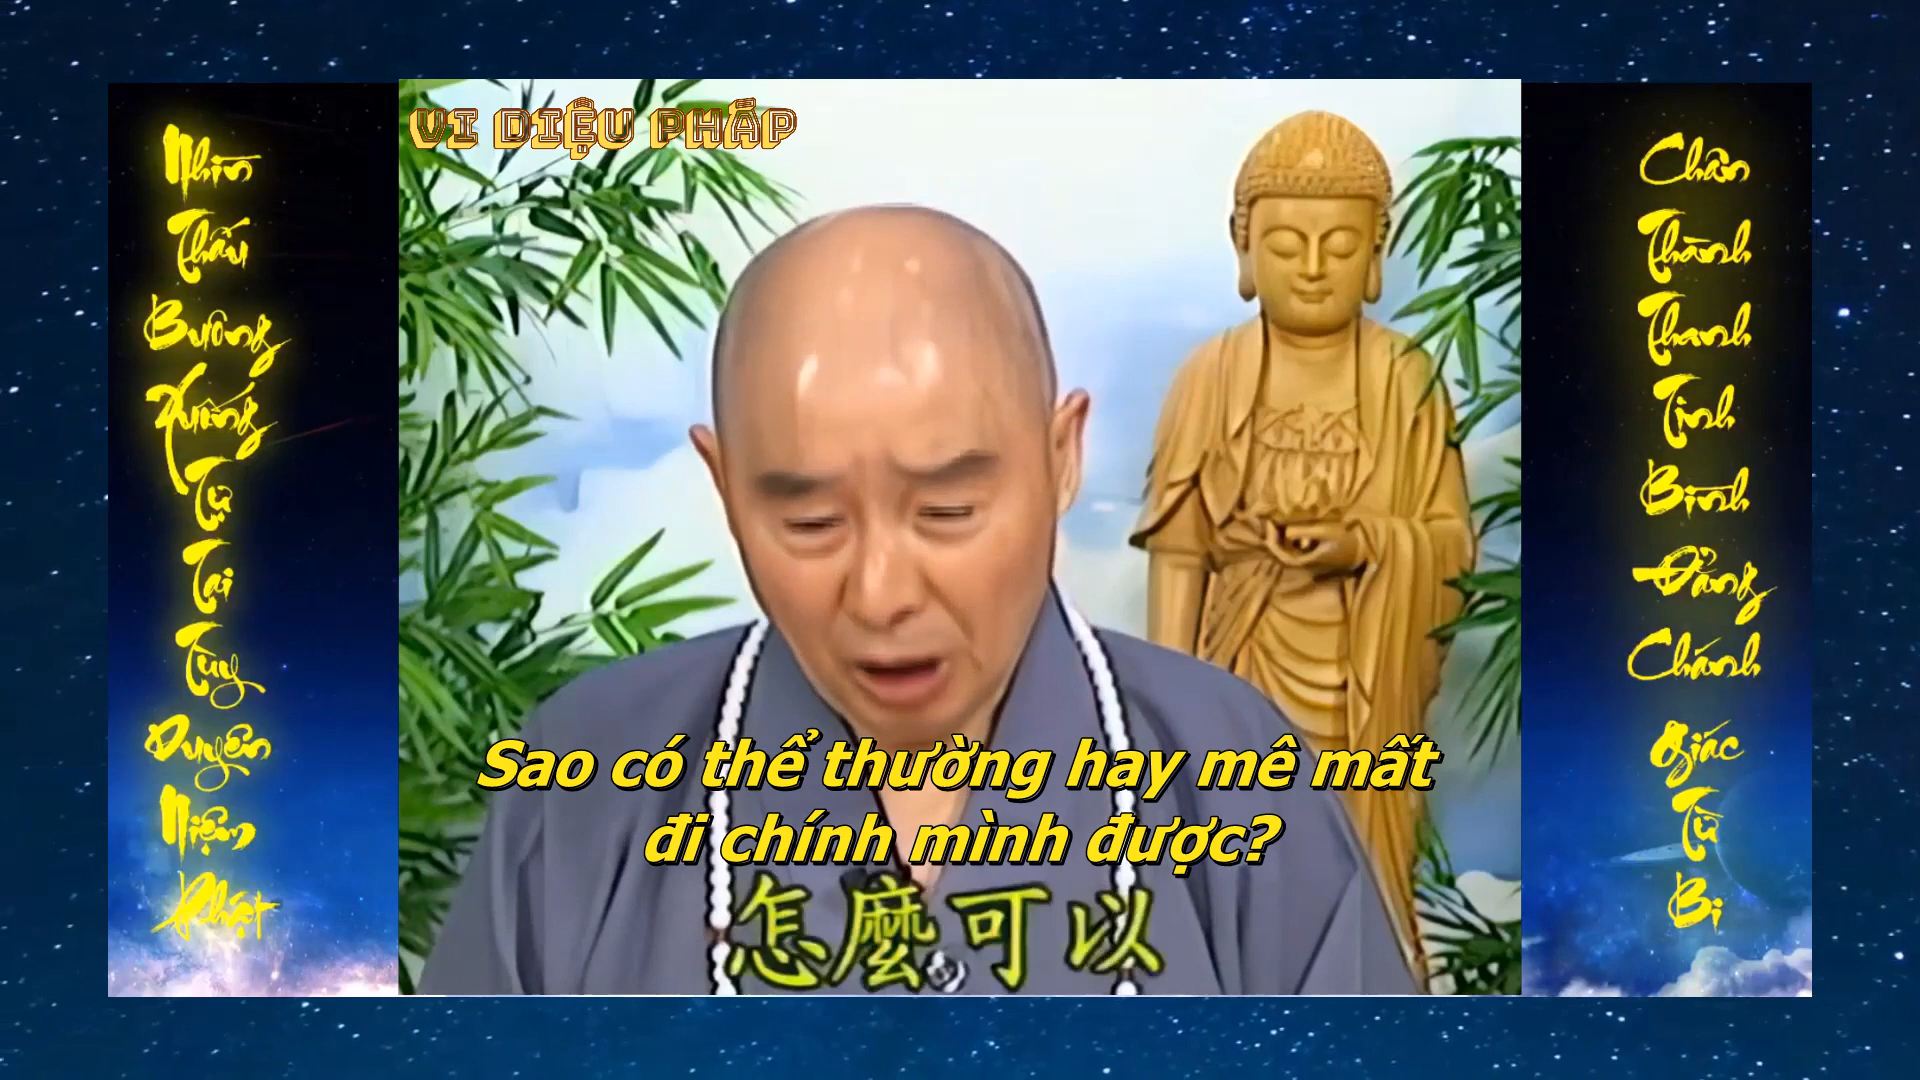 VI DIỆU PHÁP
Nhìn
Thấu
Buông
Xuống
Tự
Tại
Tùy
Duyên
Niệm
Phật
Chân
Thành
Thanh
Tịnh
Bình
Đẳng
Chánh
Giác
Từ
Bi
Sao có thể thường hay mê mất
đi chính mình được?
怎麼可以